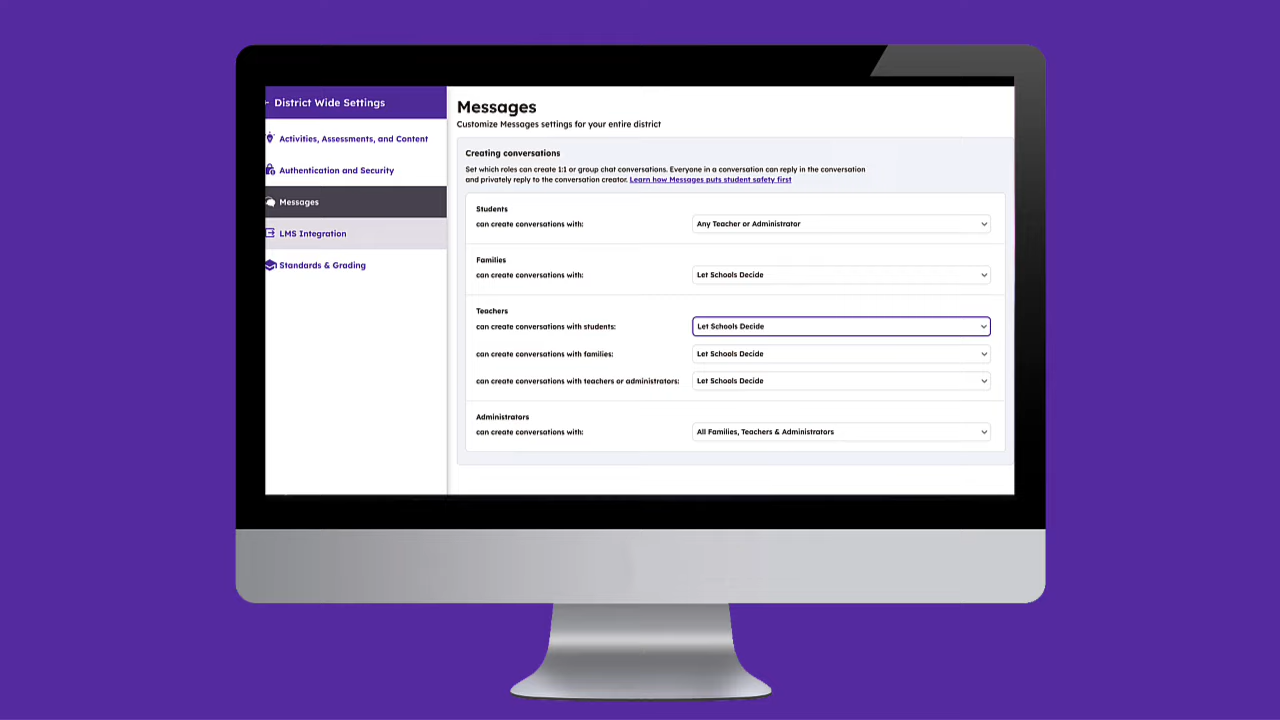 District Wide Settings
Activities, Assessments, and Content
Authentication and Security
Messages
LMS Integration
Standards & Grading
Messages
Customize Messages settings for your entire district
Creating conversations
Set which roles can create 1:1 or group chat conversations. Everyone in a conversation can reply in the conversation
and privately reply to the conversation creator. Learn how Messages puts student safety first
Students
can create conversations with: Any Teacher or Administrator
Families
can create conversations with: Let Schools Decide
Teachers
can create conversations with students: Let Schools Decide
can create conversations with families: Let Schools Decide
can create conversations with teachers or administrators: Let Schools Decide
Administrators
can create conversations with: All Families, Teachers & Administrators